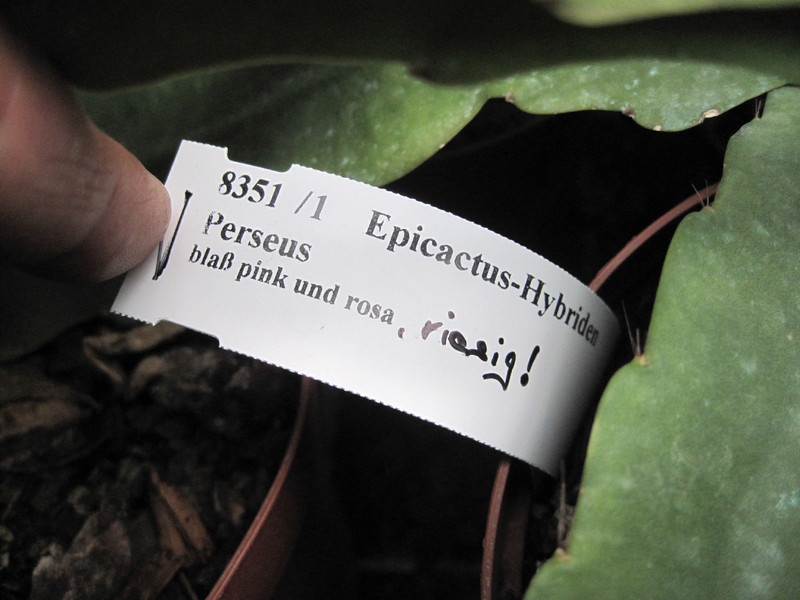 8351 /1 Epicactus-Hybriden
Perseus
blaß pink und rosa, riesig!